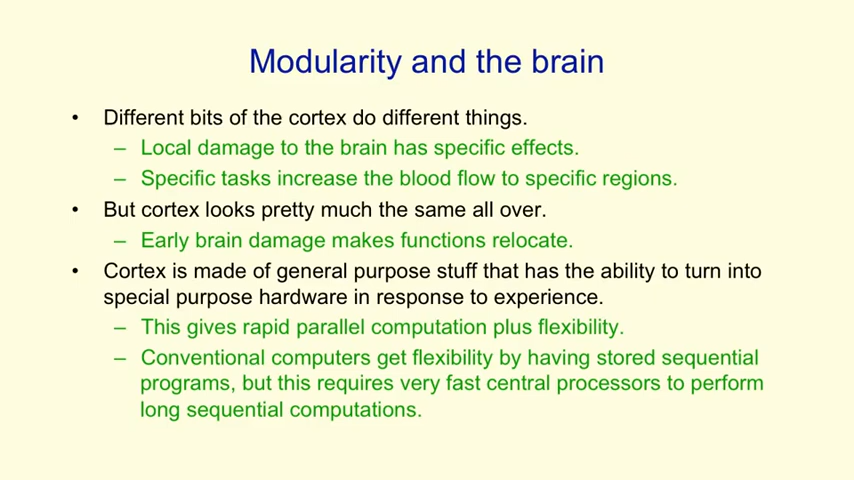 Modularity and the brain
• Different bits of the cortex do different things.
– Local damage to the brain has specific effects.
– Specific tasks increase the blood flow to specific regions.
• But cortex looks pretty much the same all over.
– Early brain damage makes functions relocate.
• Cortex is made of general purpose stuff that has the ability to turn into
special purpose hardware in response to experience.
– This gives rapid parallel computation plus flexibility.
– Conventional computers get flexibility by having stored sequential
programs, but this requires very fast central processors to perform
long sequential computations.